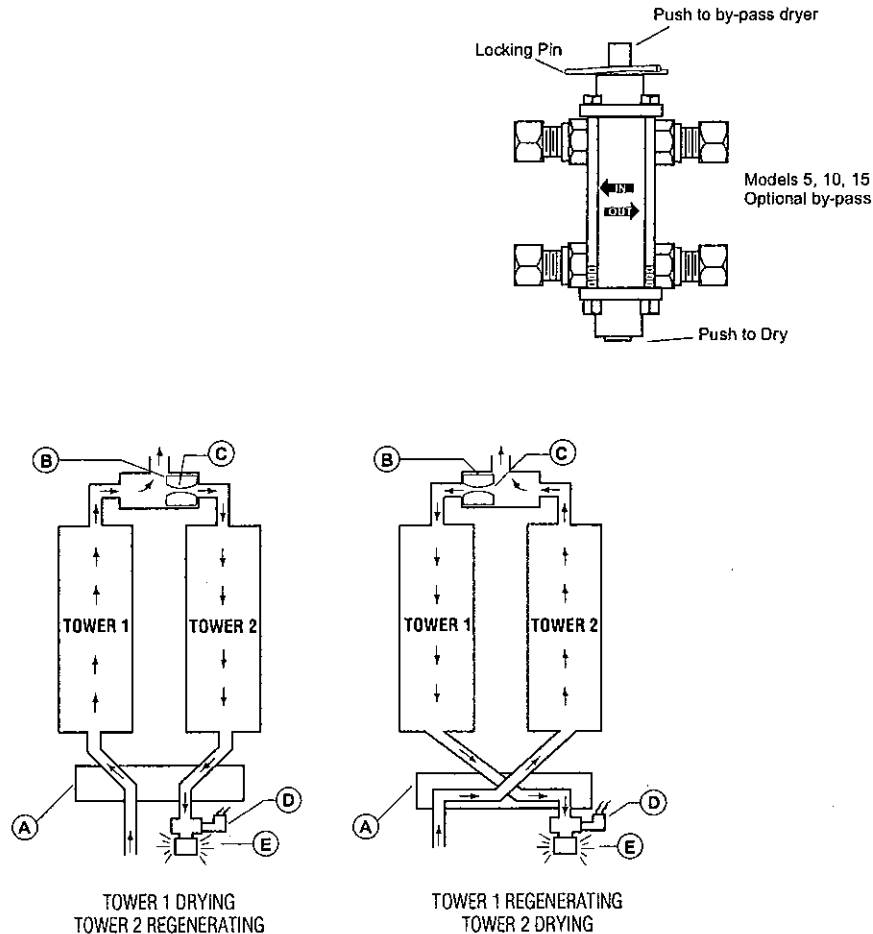 Push to by-pass dryer
Locking Pin
IN
OUT
Models 5, 10, 15
Optional by-pass
Push to Dry
B
C
TOWER 1
TOWER 2
A
D
E
TOWER 1 DRYING
TOWER 2 REGENERATING
B
C
TOWER 1
TOWER 2
A
D
E
TOWER 1 REGENERATING
TOWER 2 DRYING